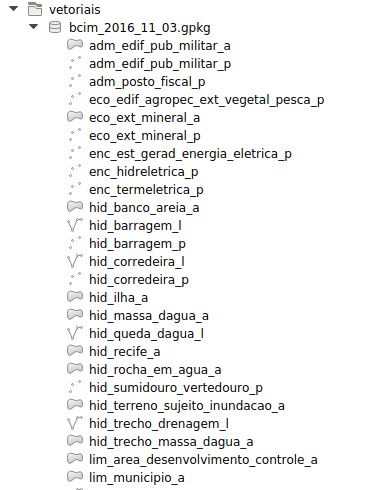 vetoriais
bcim_2016_11_03.gpkg
adm_edif_pub_militar_a
adm_edif_pub_militar_p
adm_posto_fiscal_p
eco_edif_agropec_ext_vegetal_pesca_p
eco_ext_mineral_a
eco_ext_mineral_p
enc_est_gerad_energia_eletrica_p
enc_hidreletrica_p
enc_termeletrica_p
hid_banco_areia_a
hid_barragem_l
hid_barragem_p
hid_corredeira_l
hid_corredeira_p
hid_ilha_a
hid_massa_dagua_a
hid_queda_dagua_l
hid_recife_a
hid_rocha_em_agua_a
hid_sumidouro_vertedouro_p
hid_terreno_sujeito_inundacao_a
hid_trecho_drenagem_l
hid_trecho_massa_dagua_a
lim_area_desenvolvimento_controle_a
lim_municipio_a